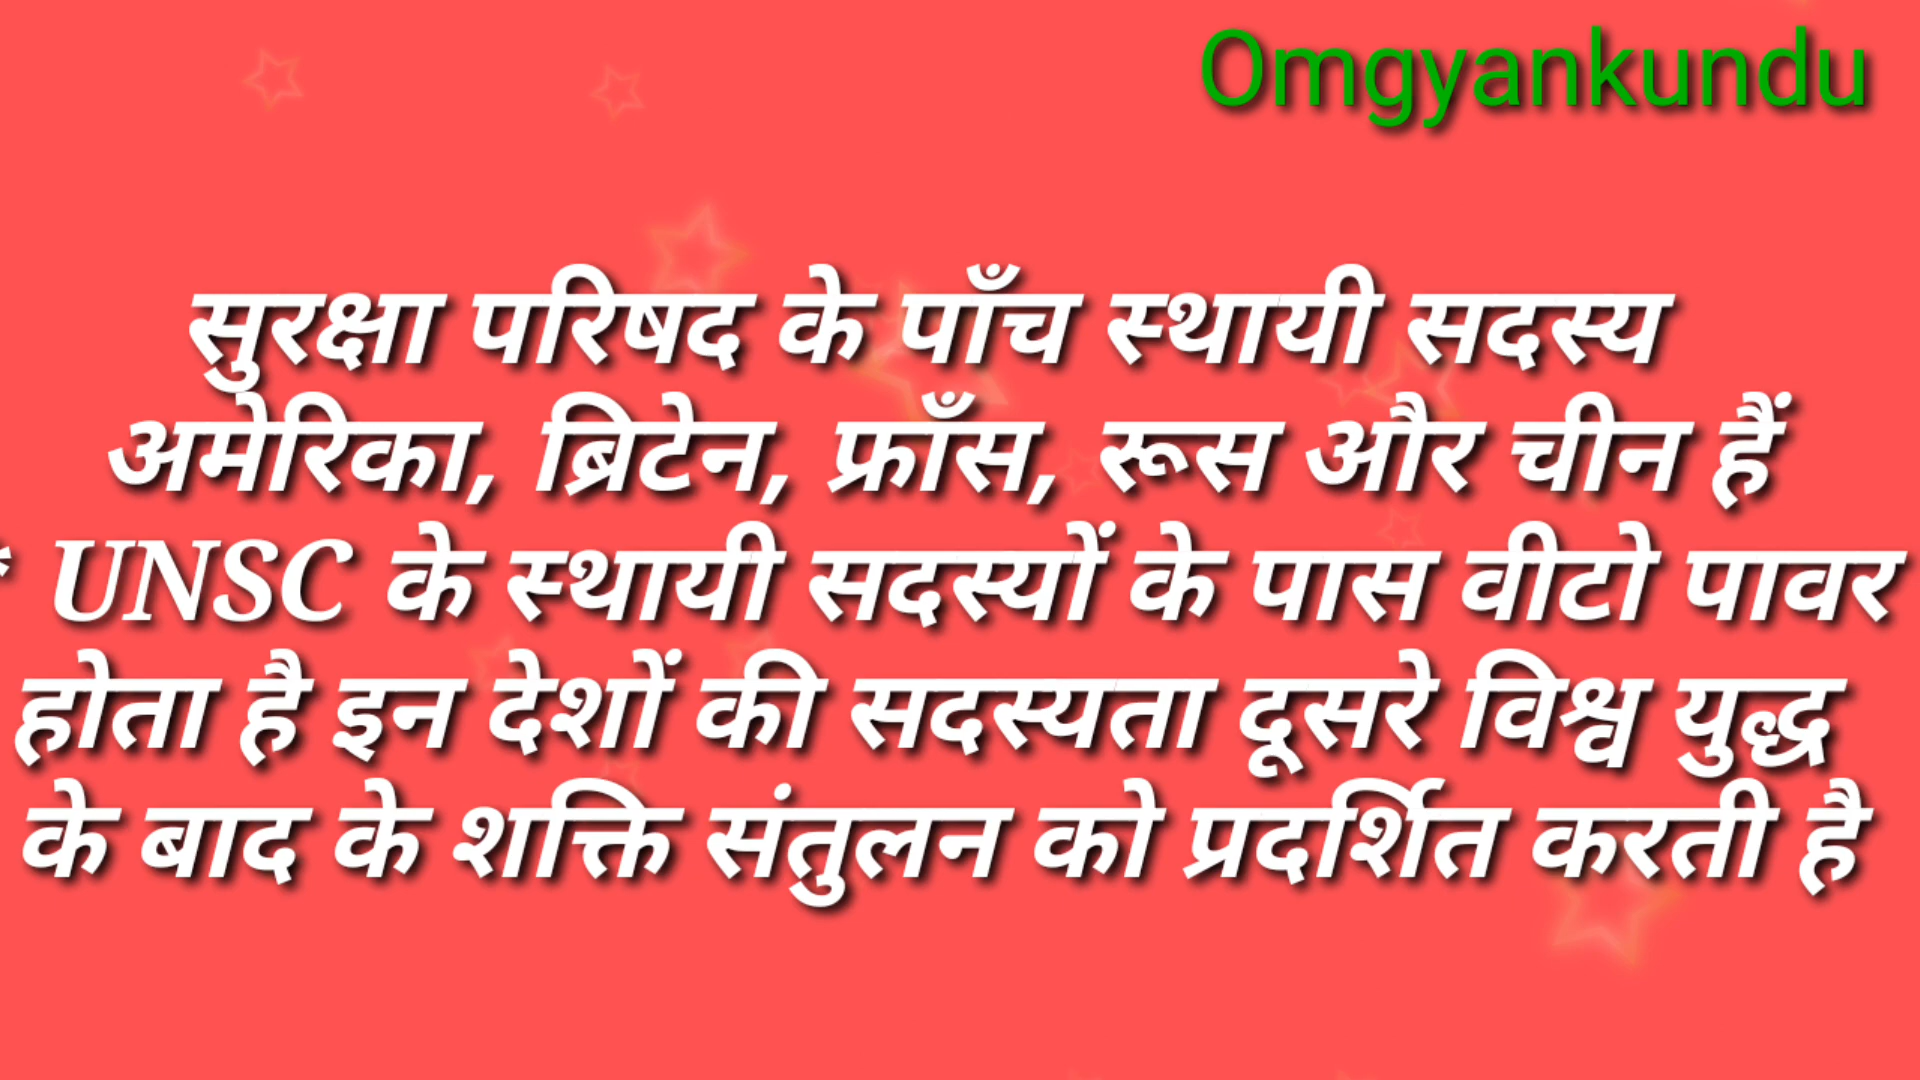 Omgyankundu
सुरक्षा परिषद के पाँच स्थायी सदस्य
अमेरिका, ब्रिटेन, फ्राँस, रूस और चीन हैं
* UNSC के स्थायी सदस्यों के पास वीटो पावर
होता है इन देशों की सदस्यता दूसरे विश्व युद्ध
के बाद के शक्ति संतुलन को प्रदर्शित करती है